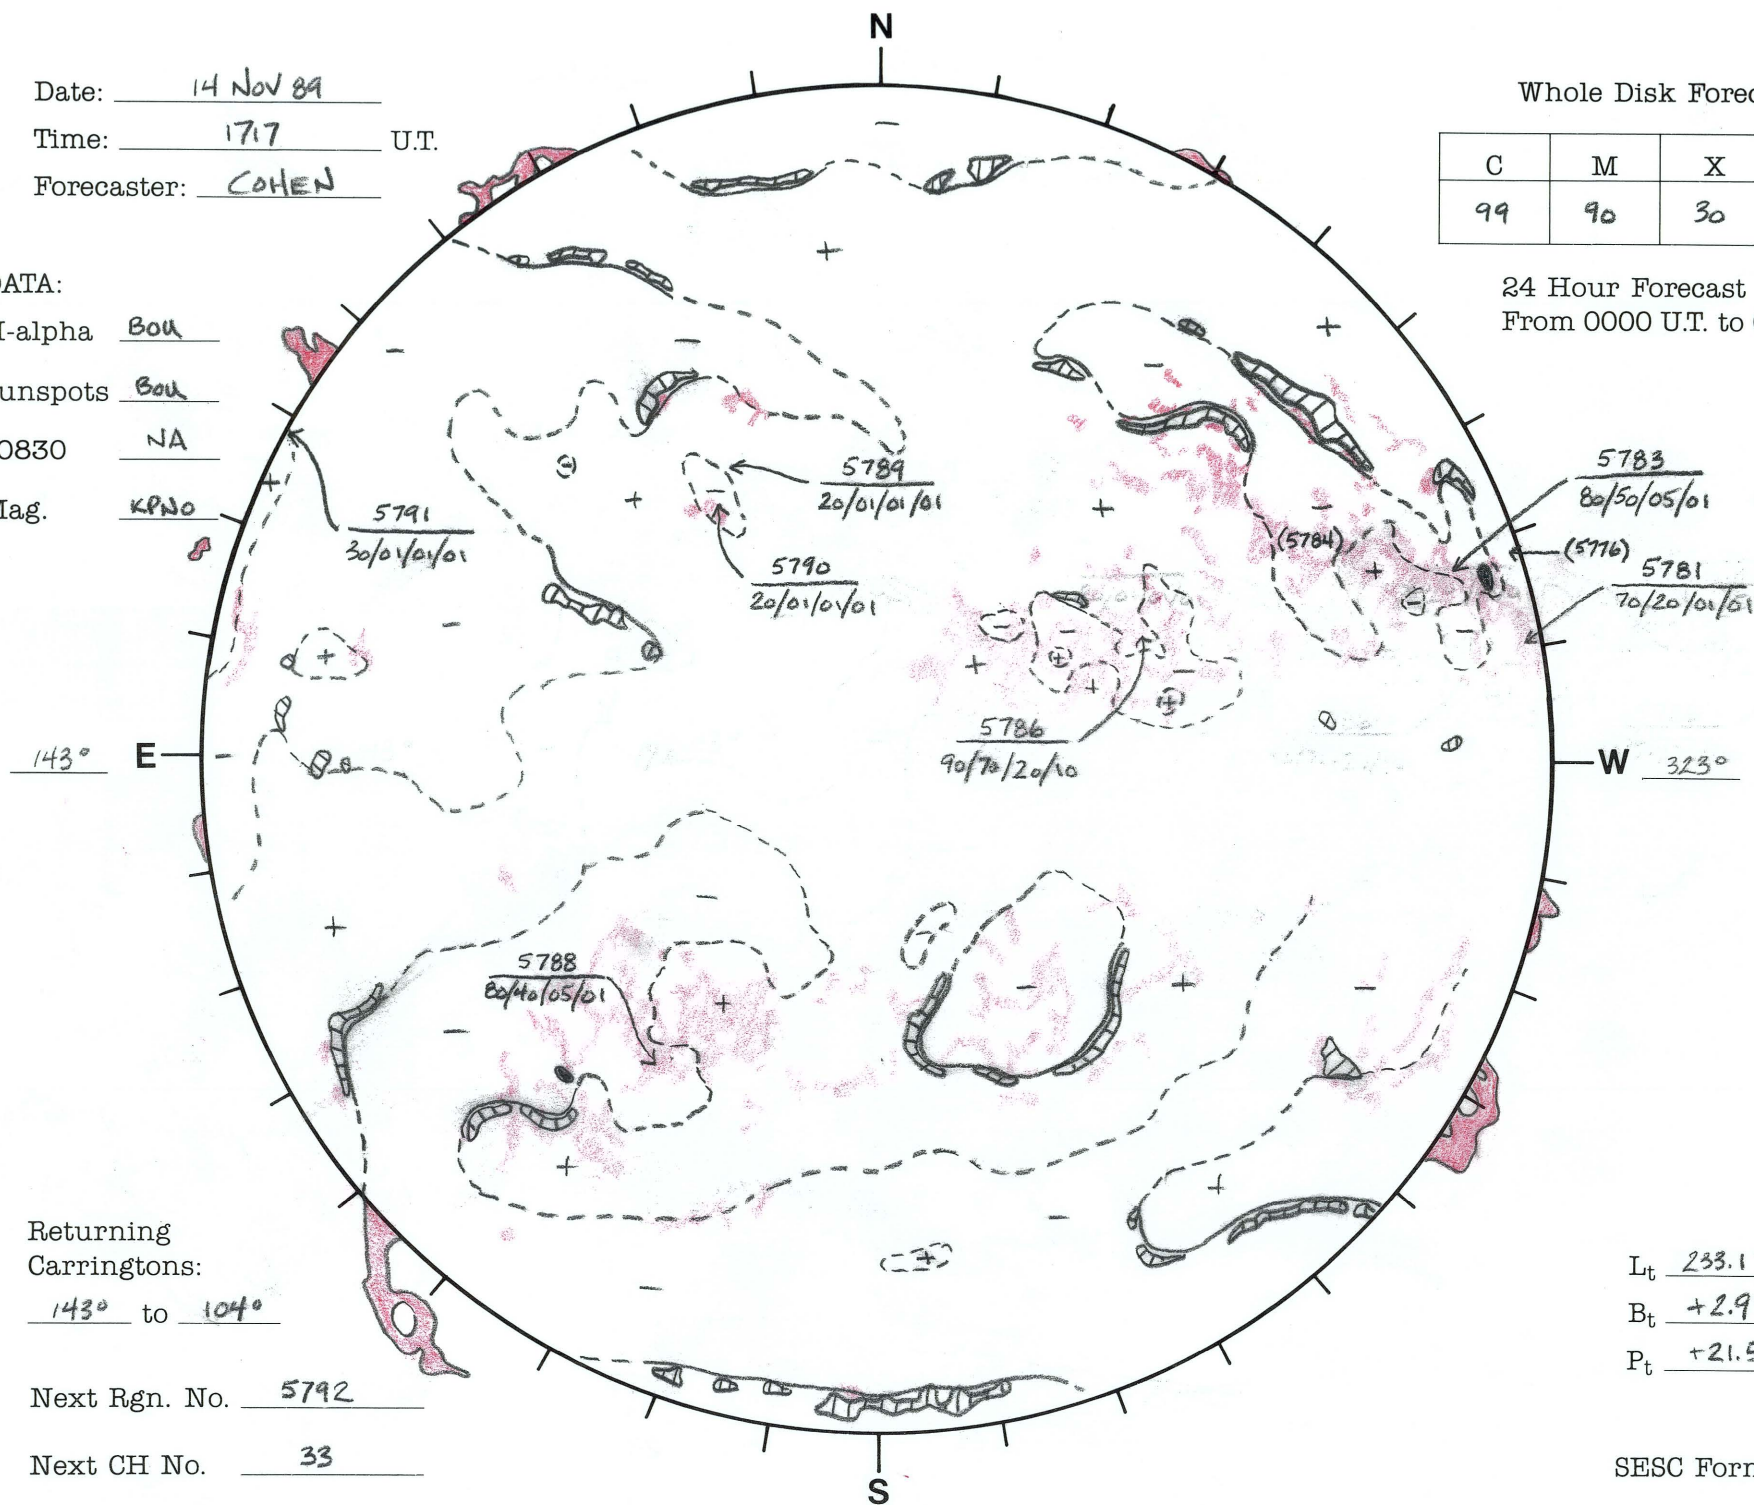 N
Date: 14 NOV 89
Time: 1717 U.T.
Forecaster: COHEN
Whole Disk Forec
C M X
99 90 30
24 Hour Forecast
From 0000 U.T. to
DATA:
H-alpha BOU
unspots BOU
0830 NA
Mag. KPNO
5783
80/50/05/01
5789
20/01/01/01
5791
30/01/01/01
(5784)
(5776)
5781
70/20/01/01
5790
20/01/01/01
5786
90/70/20/10
143° E
W 323°
5788
80/40/05/01
Returning
Carringtons:
143° to 104°
Next Rgn. No. 5792
Next CH No. 33
Lt 233.1
Bt +2.9
Pt +21.5
SESC Form
S